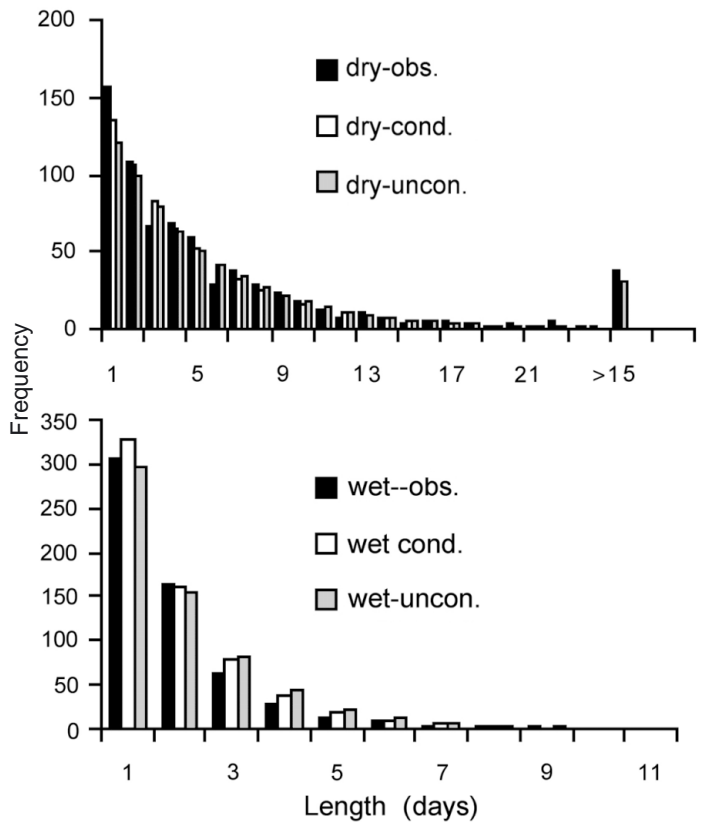 200
150
100
50
0
dry-obs.
dry-cond.
dry-uncon.
1 5 9 13 17 21 >15
Frequency
350
300
250
200
150
100
50
0
wet--obs.
wet cond.
wet-uncon.
1 3 5 7 9 11
Length (days)